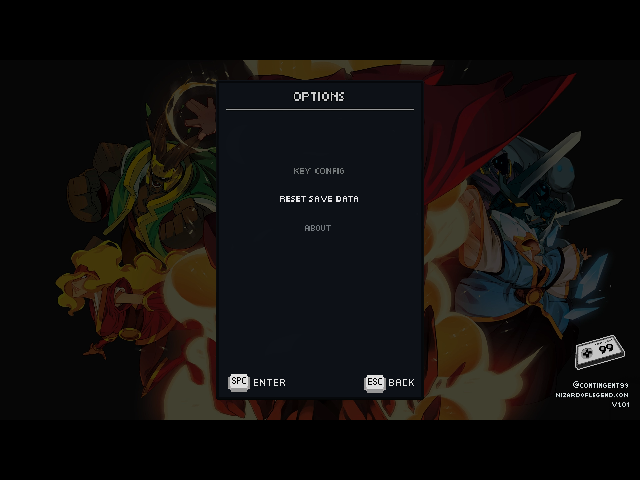 OPTIONS
KEY CONFIG
RESET SAVE DATA
ABOUT
SPC ENTER
ESC BACK
99
@CONTINGENT99
WIZARDOFLEGEND.COM
V1.01